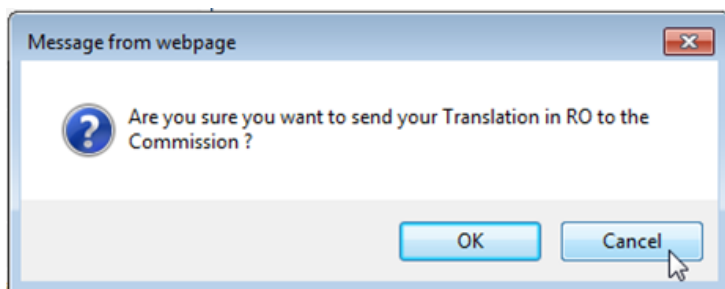 Message from webpage
Are you sure you want to send your Translation in RO to the
Commission ?
OK
Cancel